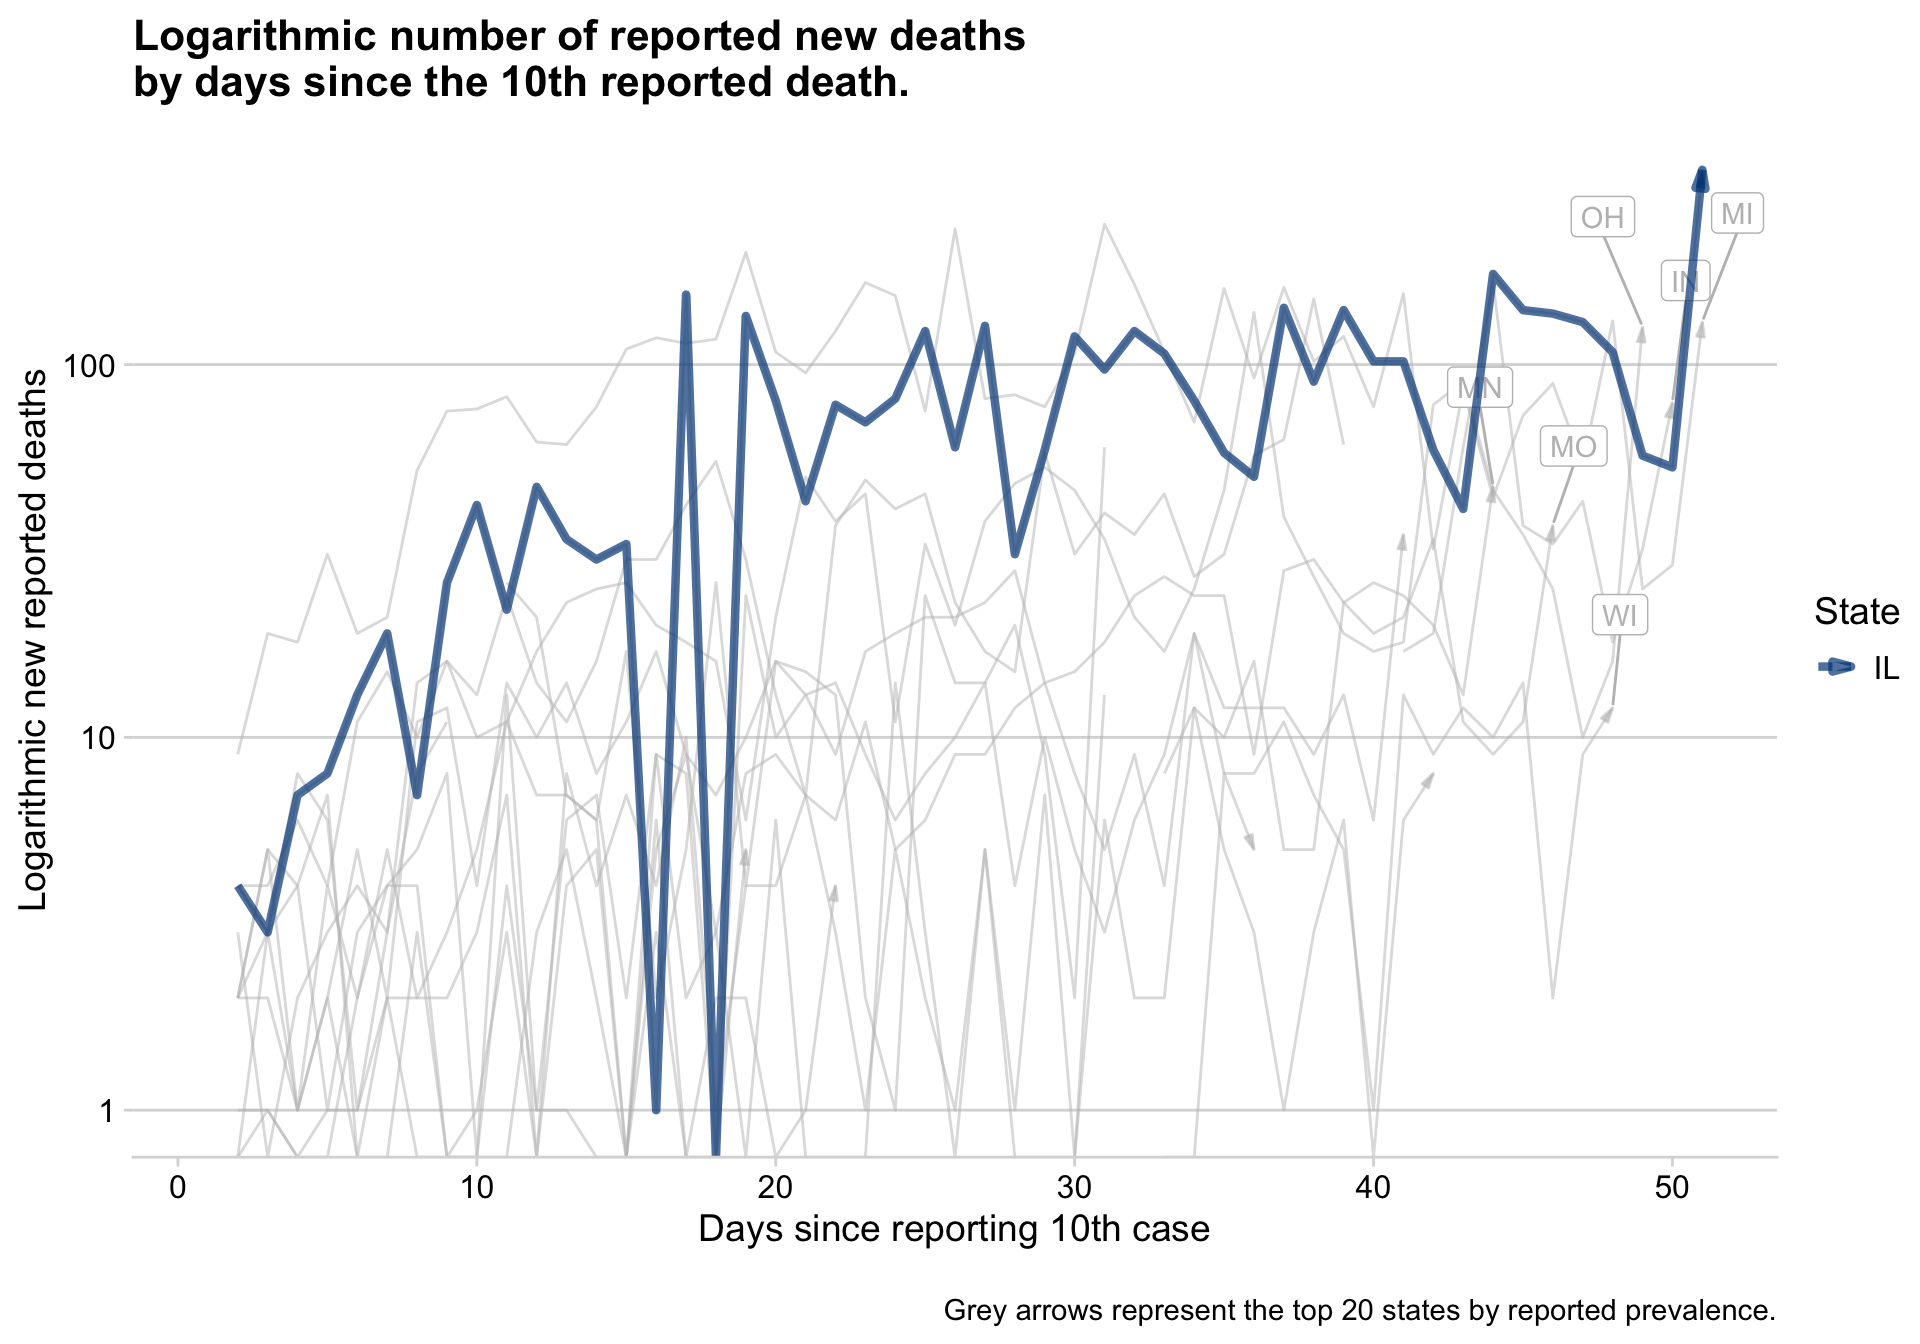 Logarithmic number of reported new deaths
by days since the 10th reported death.
Logarithmic new reported deaths
100
10
1
OH
MI
IN
MN
MO
WI
State
IL
0
10
20
30
40
50
Days since reporting 10th case
Grey arrows represent the top 20 states by reported prevalence.